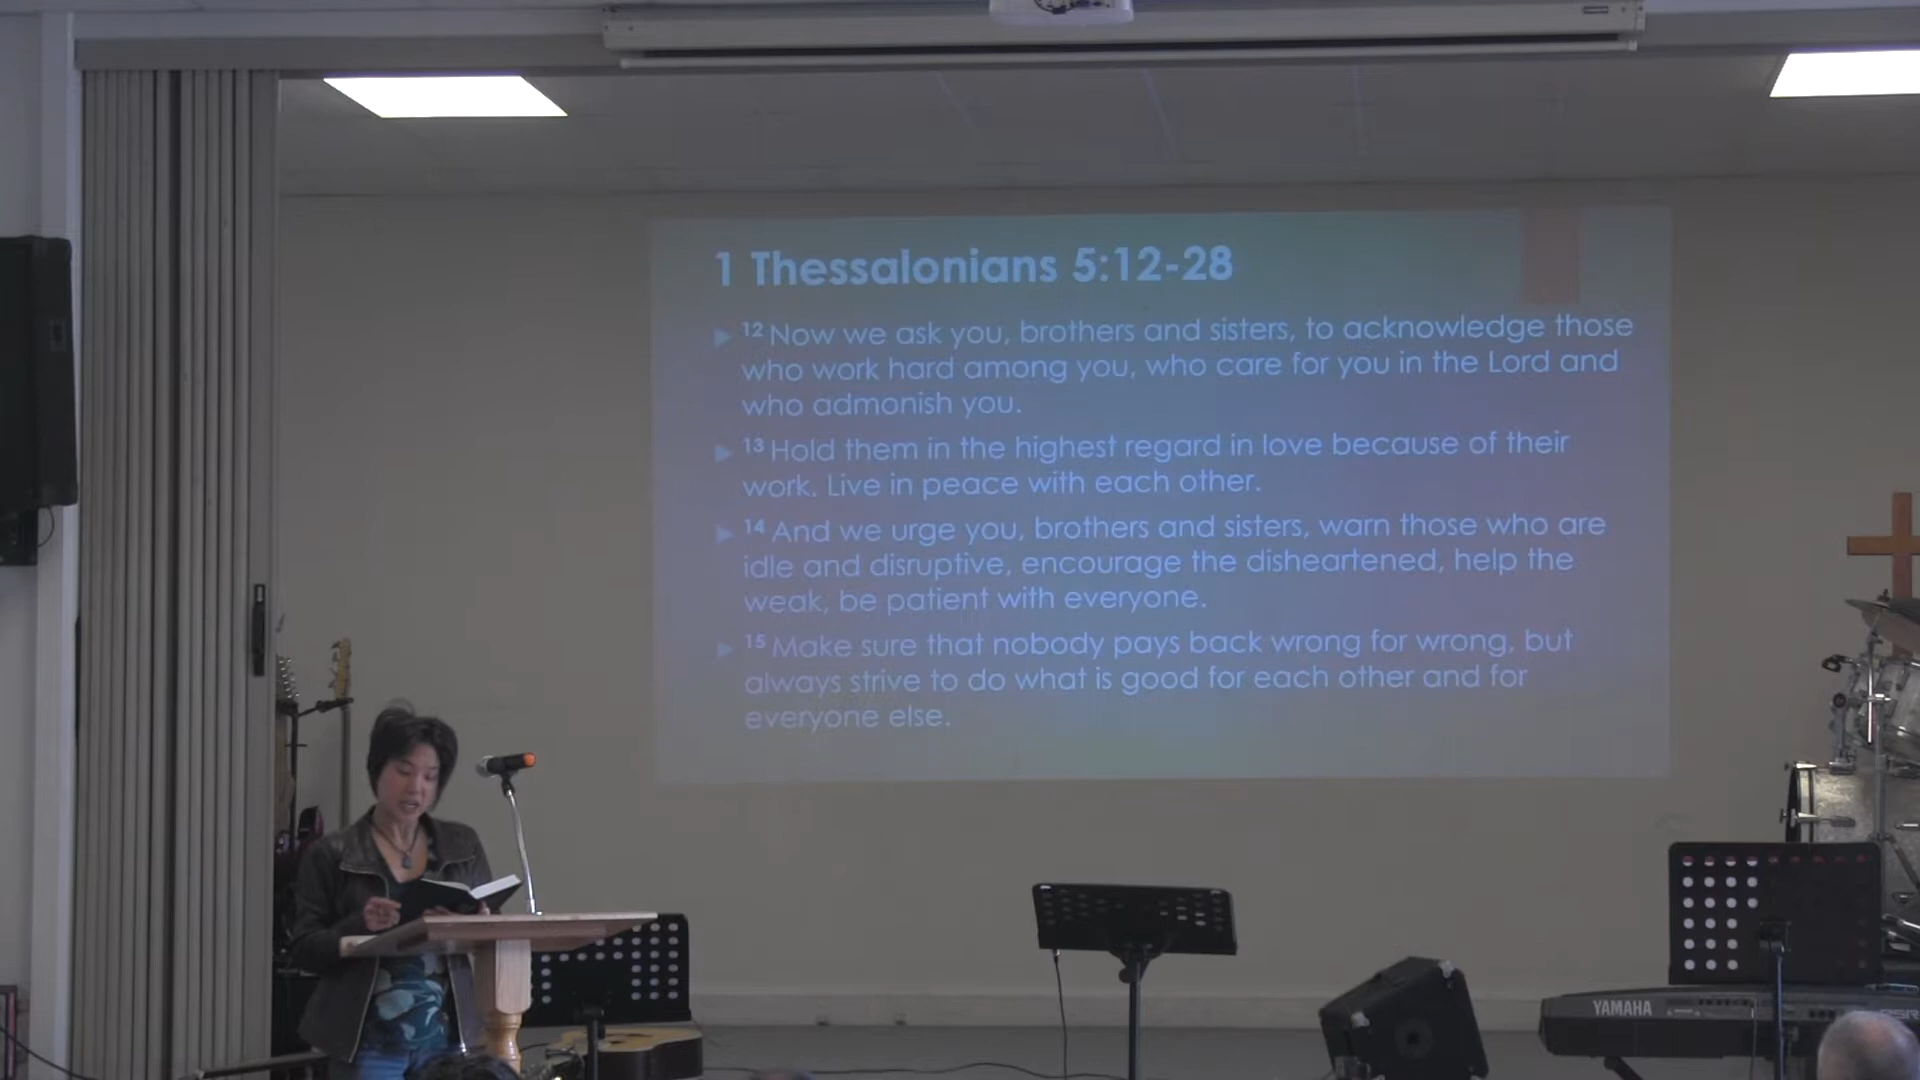 1 Thessalonians 5:12-28
12 Now we ask you, brothers and sisters, to acknowledge those
who work hard among you, who care for you in the Lord and
who admonish you.
13 Hold them in the highest regard in love because of their
work. Live in peace with each other.
14 And we urge you, brothers and sisters, warn those who are
idle and disruptive, encourage the disheartened, help the
weak, be patient with everyone.
15 Make sure that nobody pays back wrong for wrong, but
always strive to do what is good for each other and for
everyone else.
YAMAHA
PSR